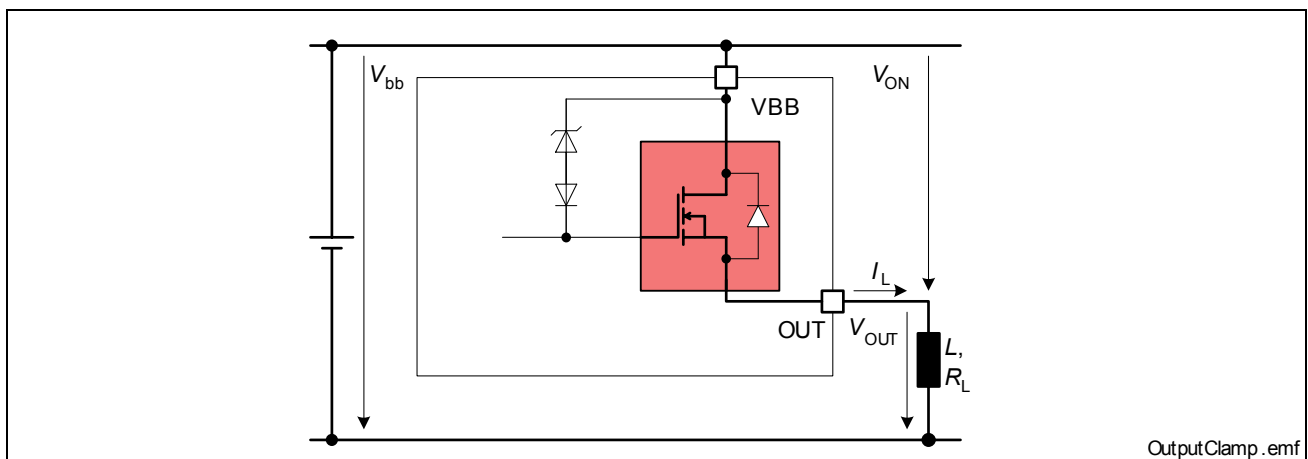 V_bb
V_ON
VBB
I_L
OUT
V_OUT
L,
R_L
OutputClamp.emf